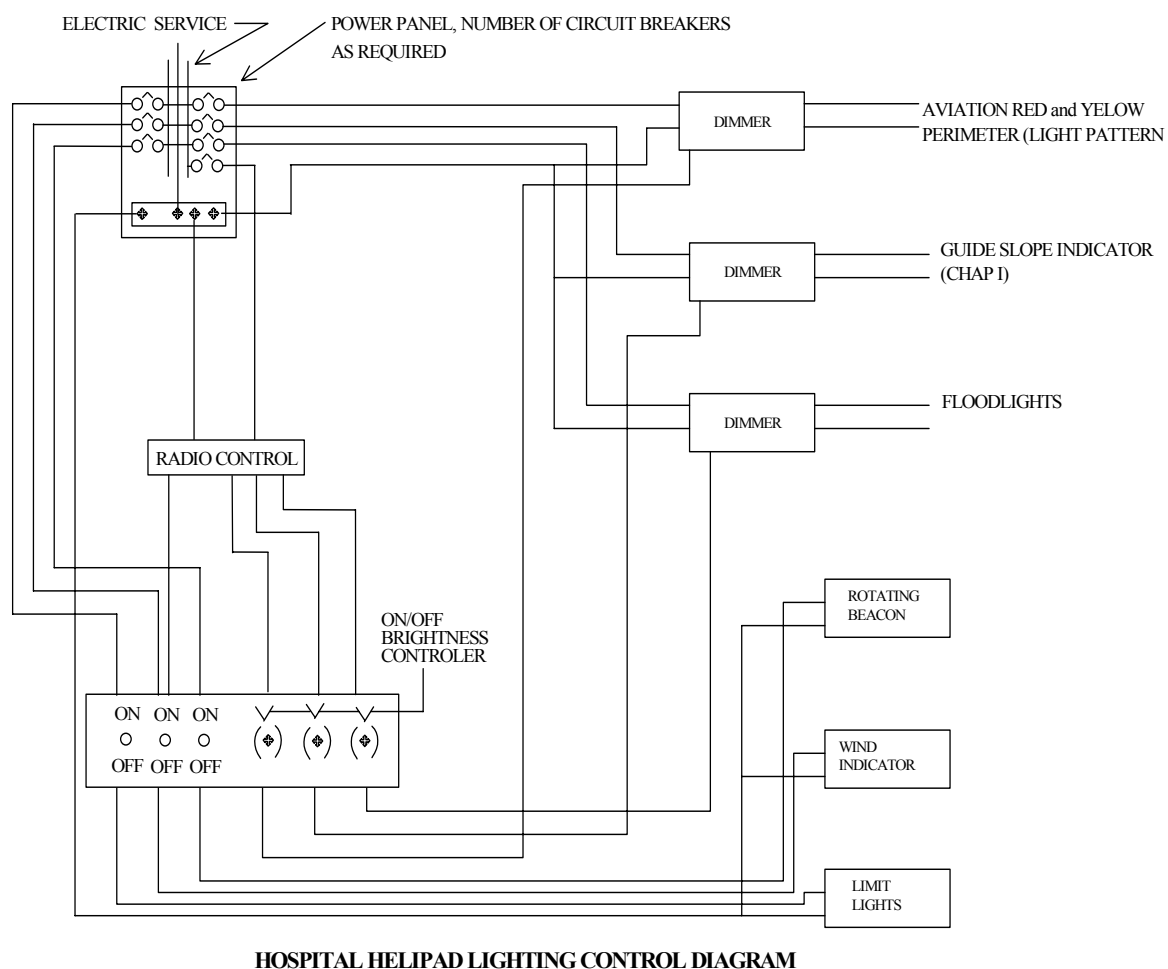 ELECTRIC SERVICE
POWER PANEL, NUMBER OF CIRCUIT BREAKERS
AS REQUIRED
DIMMER
AVIATION RED and YELOW
PERIMETER (LIGHT PATTERN
DIMMER
GUIDE SLOPE INDICATOR
(CHAP I)
DIMMER
FLOODLIGHTS
RADIO CONTROL
ROTATING
BEACON
ON/OFF
BRIGHTNESS
CONTROLER
ON ON ON
OFF OFF OFF
WIND
INDICATOR
LIMIT
LIGHTS
HOSPITAL HELIPAD LIGHTING CONTROL DIAGRAM